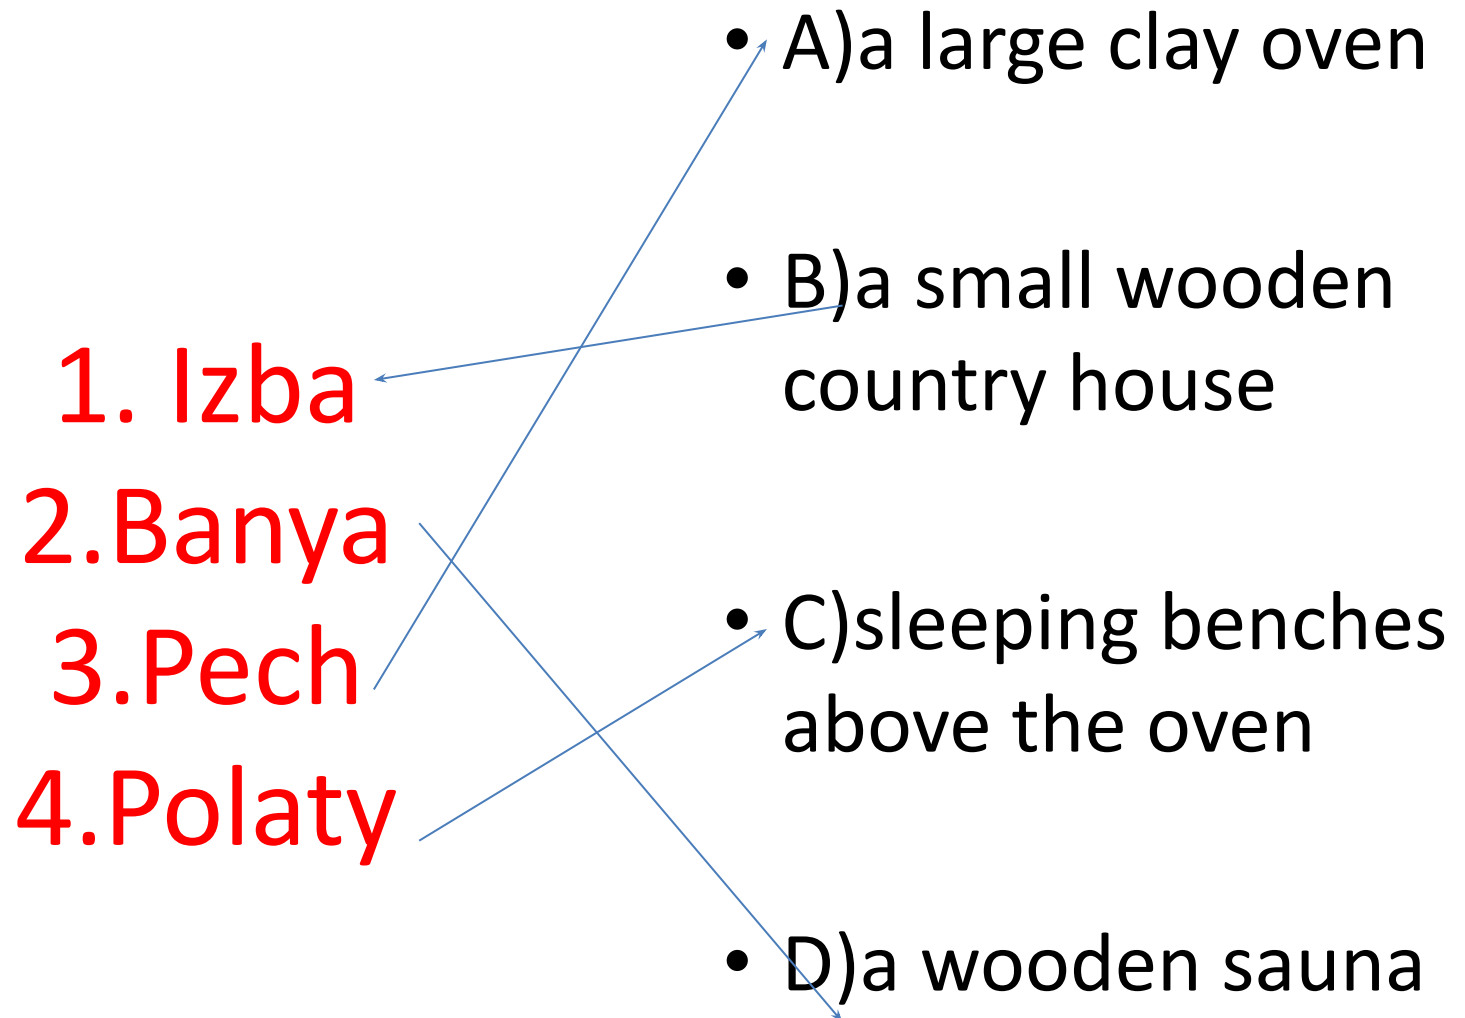 1. Izba
2.Banya
3.Pech
4.Polaty
• A)a large clay oven
• B)a small wooden
country house
• C)sleeping benches
above the oven
• D)a wooden sauna